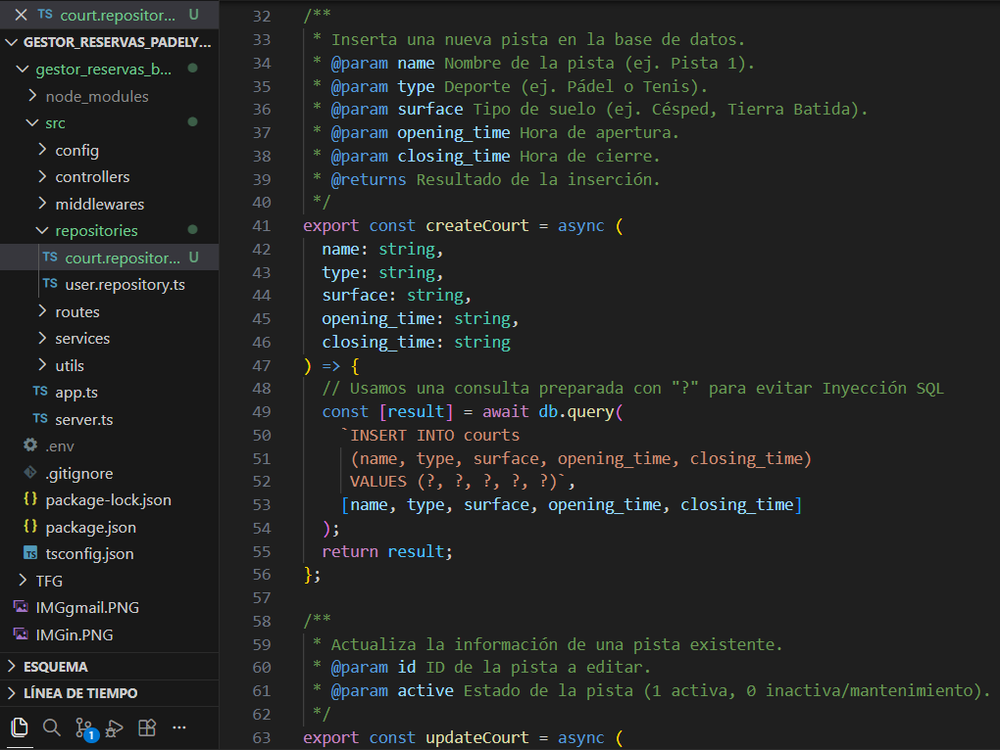 court.repositor... U
GESTOR_RESERVAS_PADELY...
gestor_reservas_b...
node_modules
src
config
controllers
middlewares
repositories
TS court.repositor... U
TS user.repository.ts
routes
services
utils
TS app.ts
TS server.ts
.env
.gitignore
{} package-lock.json
{} package.json
TS tsconfig.json
TFG
IMGgmail.PNG
IMGin.PNG
ESQUEMA
LÍNEA DE TIEMPO
1
32 /**
33 * Inserta una nueva pista en la base de datos.
34 * @param name Nombre de la pista (ej. Pista 1).
35 * @param type Deporte (ej. Pádel o Tenis).
36 * @param surface Tipo de suelo (ej. Césped, Tierra Batida).
37 * @param opening_time Hora de apertura.
38 * @param closing_time Hora de cierre.
39 * @returns Resultado de la inserción.
40 */
41 export const createCourt = async (
42 name: string,
43 type: string,
44 surface: string,
45 opening_time: string,
46 closing_time: string
47 ) => {
48 // Usamos una consulta preparada con "?" para evitar Inyección SQL
49 const [result] = await db.query(
50 `INSERT INTO courts
51 (name, type, surface, opening_time, closing_time)
52 VALUES (?, ?, ?, ?, ?)`,
53 [name, type, surface, opening_time, closing_time]
54 );
55 return result;
56 };
57
58 /**
59 * Actualiza la información de una pista existente.
60 * @param id ID de la pista a editar.
61 * @param active Estado de la pista (1 activa, 0 inactiva/mantenimiento).
62 */
63 export const updateCourt = async (